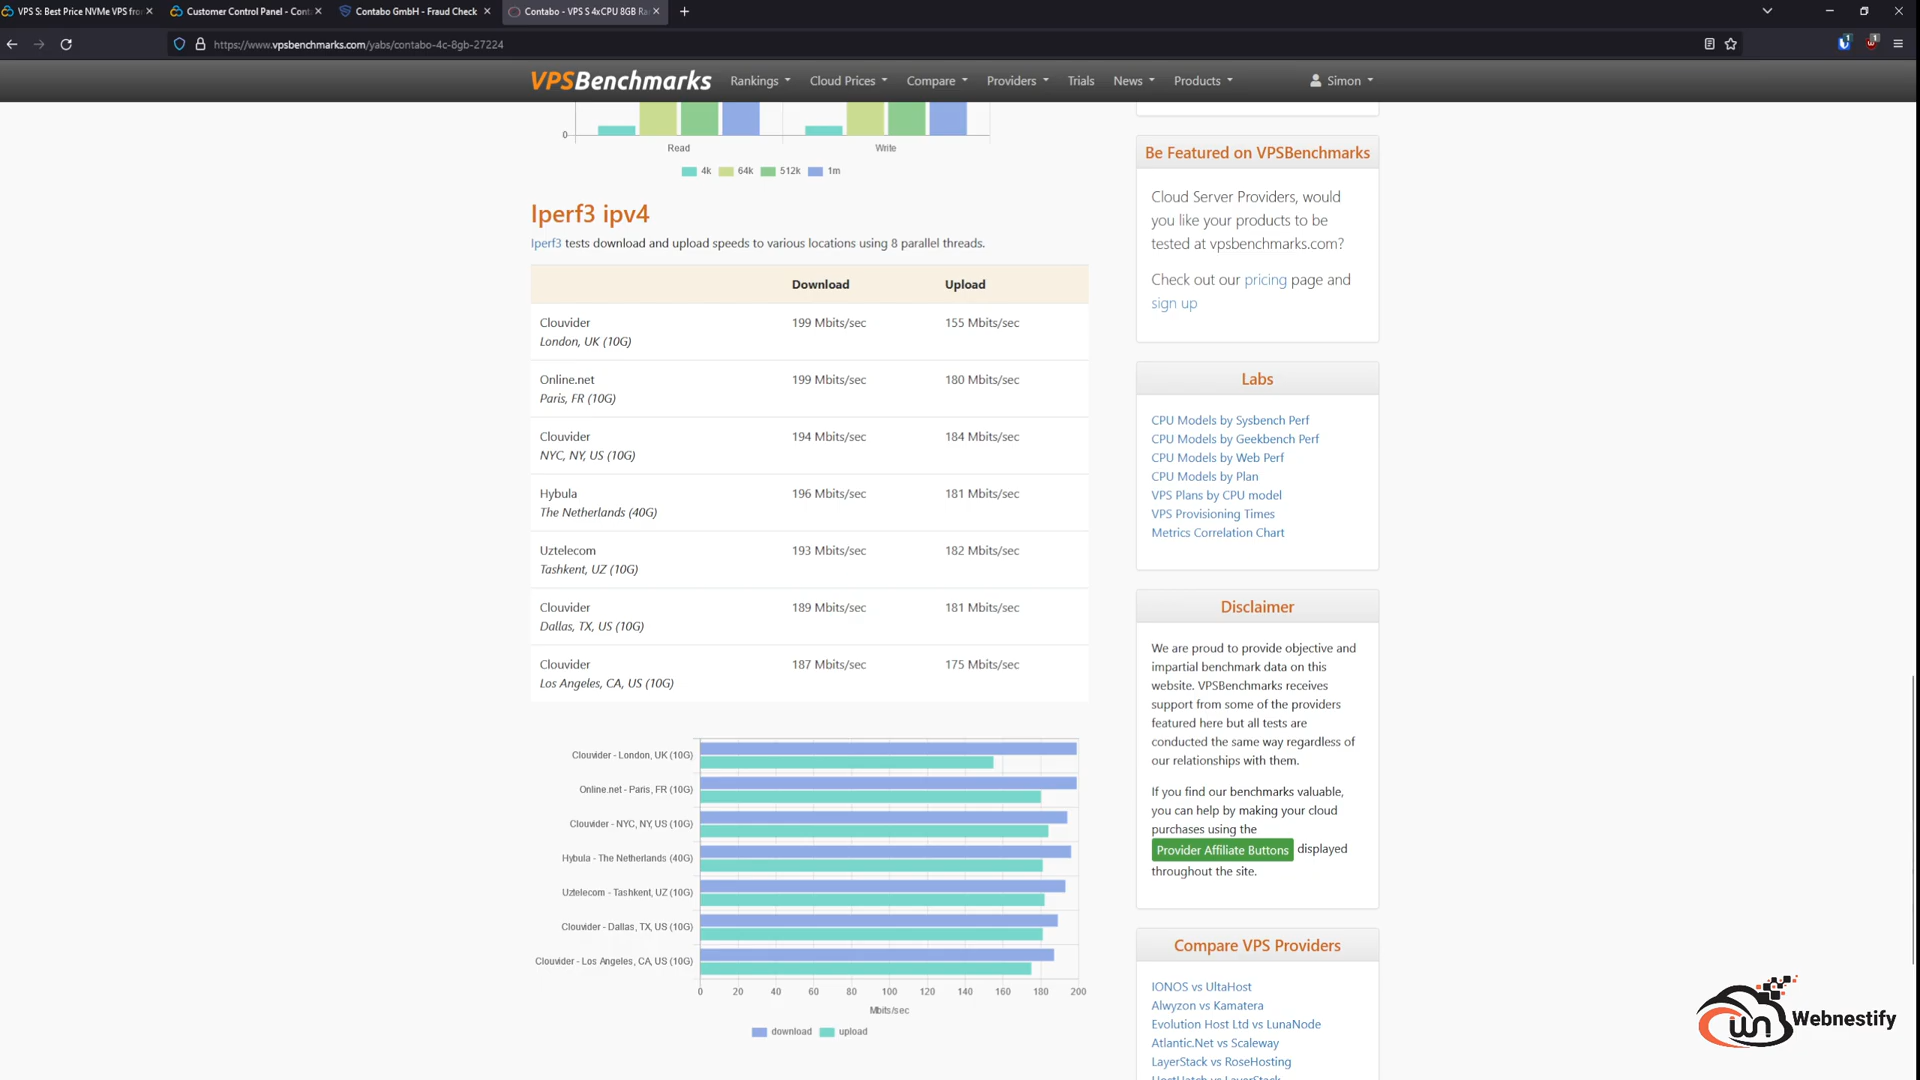 VPS S: Best Price NVMe VPS fro
Customer Control Panel - Cont
Contabo GmbH - Fraud Check
Contabo - VPS S 4xCPU 8GB Ra
https://www.vpsbenchmarks.com/yabs/contabo-4c-8gb-27224
VPSBenchmarks
Rankings
Cloud Prices
Compare
Providers
Trials
News
Products
Simon
0
Read
Write
4k
64k
512k
1m
Iperf3 ipv4
Iperf3 tests download and upload speeds to various locations using 8 parallel threads.
Download Upload
Clouvider 199 Mbits/sec 155 Mbits/sec
London, UK (10G)
Online.net 199 Mbits/sec 180 Mbits/sec
Paris, FR (10G)
Clouvider 194 Mbits/sec 184 Mbits/sec
NYC, NY, US (10G)
Hybula 196 Mbits/sec 181 Mbits/sec
The Netherlands (40G)
Uztelecom 193 Mbits/sec 182 Mbits/sec
Tashkent, UZ (10G)
Clouvider 189 Mbits/sec 181 Mbits/sec
Dallas, TX, US (10G)
Clouvider 187 Mbits/sec 175 Mbits/sec
Los Angeles, CA, US (10G)
Clouvider - London, UK (10G)
Online.net - Paris, FR (10G)
Clouvider - NYC, NY, US (10G)
Hybula - The Netherlands (40G)
Uztelecom - Tashkent, UZ (10G)
Clouvider - Dallas, TX, US (10G)
Clouvider - Los Angeles, CA, US (10G)
0 20 40 60 80 100 120 140 160 180 200
Mbits/sec
download
upload
Be Featured on VPSBenchmarks
Cloud Server Providers, would
you like your products to be
tested at vpsbenchmarks.com?
Check out our pricing page and
sign up
Labs
CPU Models by Sysbench Perf
CPU Models by Geekbench Perf
CPU Models by Web Perf
CPU Models by Plan
VPS Plans by CPU model
VPS Provisioning Times
Metrics Correlation Chart
Disclaimer
We are proud to provide objective and
impartial benchmark data on this
website. VPSBenchmarks receives
support from some of the providers
featured here but all tests are
conducted the same way regardless of
our relationships with them.
If you find our benchmarks valuable,
you can help by making your cloud
purchases using the
Provider Affiliate Buttons displayed
throughout the site.
Compare VPS Providers
IONOS vs UltaHost
Alwyzon vs Kamatera
Evolution Host Ltd vs LunaNode
Atlantic.Net vs Scaleway
LayerStack vs RoseHosting
HostHatch vs LayerStack
Webnestify